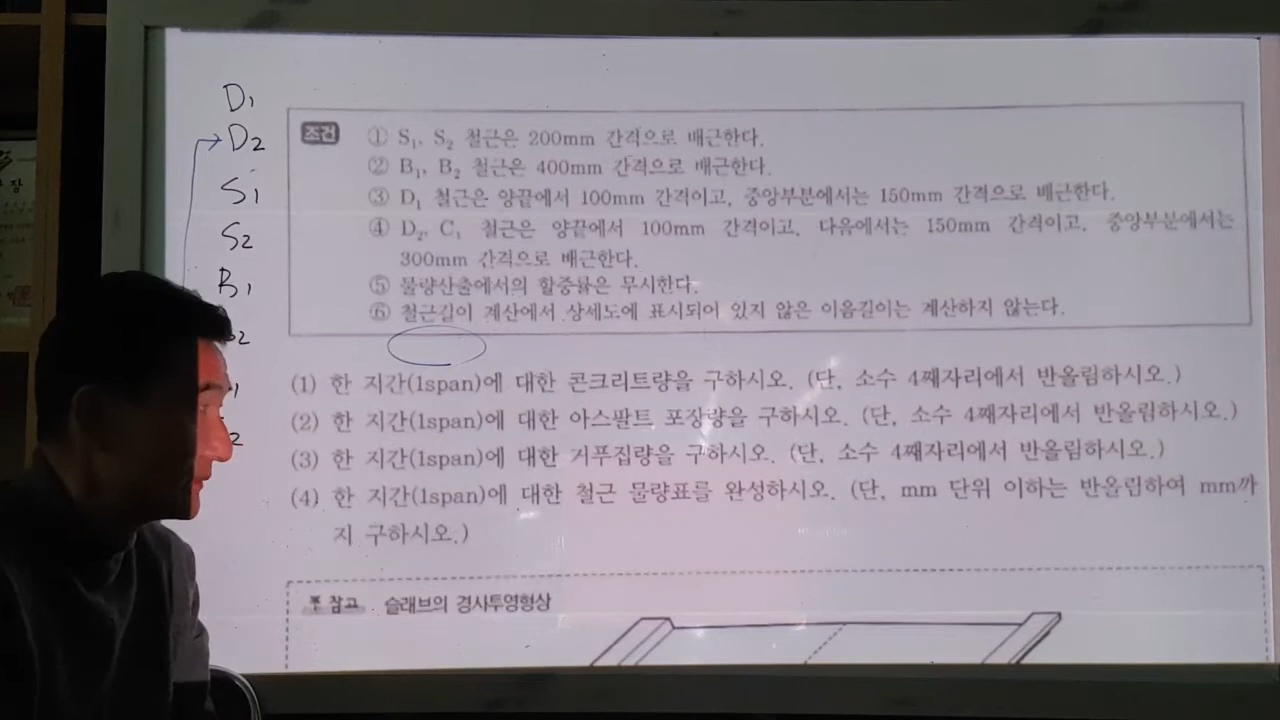 D1
D2
S1
S2
B1
2
1
2
조건
① S₁, S₂ 철근은 200mm 간격으로 배근한다.
② B₁, B₂ 철근은 400mm 간격으로 배근한다.
③ D₁ 철근은 양끝에서 100mm 간격이고, 중앙부분에서는 150mm 간격으로 배근한다.
④ D₂, C₁ 철근은 양끝에서 100mm 간격이고, 다음에서는 150mm 간격이고, 중앙부분에서는
300mm 간격으로 배근한다.
⑤ 물량산출에서의 할증률은 무시한다.
⑥ 철근길이 계산에서 상세도에 표시되어 있지 않은 이음길이는 계산하지 않는다.
(1) 한 지간(1span)에 대한 콘크리트량을 구하시오. (단, 소수 4째자리에서 반올림하시오.)
(2) 한 지간(1span)에 대한 아스팔트 포장량을 구하시오. (단, 소수 4째자리에서 반올림하시오.)
(3) 한 지간(1span)에 대한 거푸집량을 구하시오. (단, 소수 4째자리에서 반올림하시오.)
(4) 한 지간(1span)에 대한 철근 물량표를 완성하시오. (단, mm 단위 이하는 반올림하여 mm까
지 구하시오.)
참고 슬래브의 경사투영형상